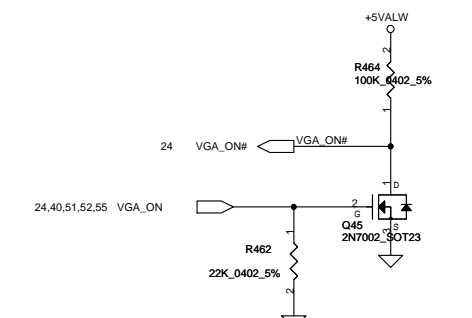 +5VALW
2
R464
100K_0402_5%
1
24 VGA_ON# VGA_ON#
1 D
24,40,51,52,55 VGA_ON
2
G
3 S
Q45
2N7002_SOT23
1
R462
22K_0402_5%
2